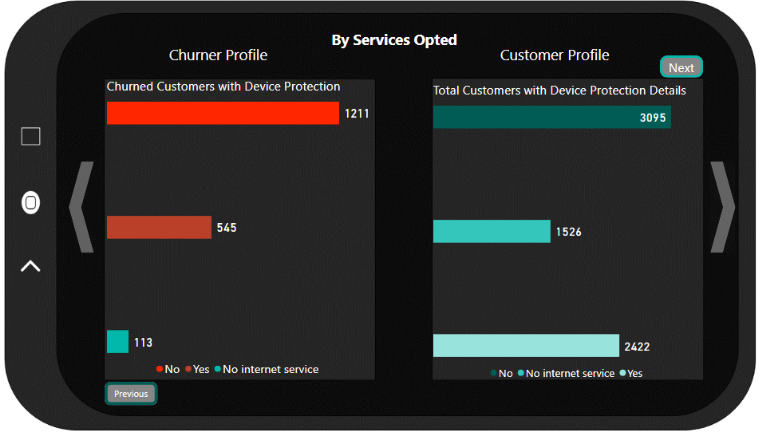 By Services Opted
Churner Profile
Customer Profile
Next
Churned Customers with Device Protection
1211
545
113
No Yes No internet service
Previous
Total Customers with Device Protection Details
3095
1526
2422
No No internet service Yes